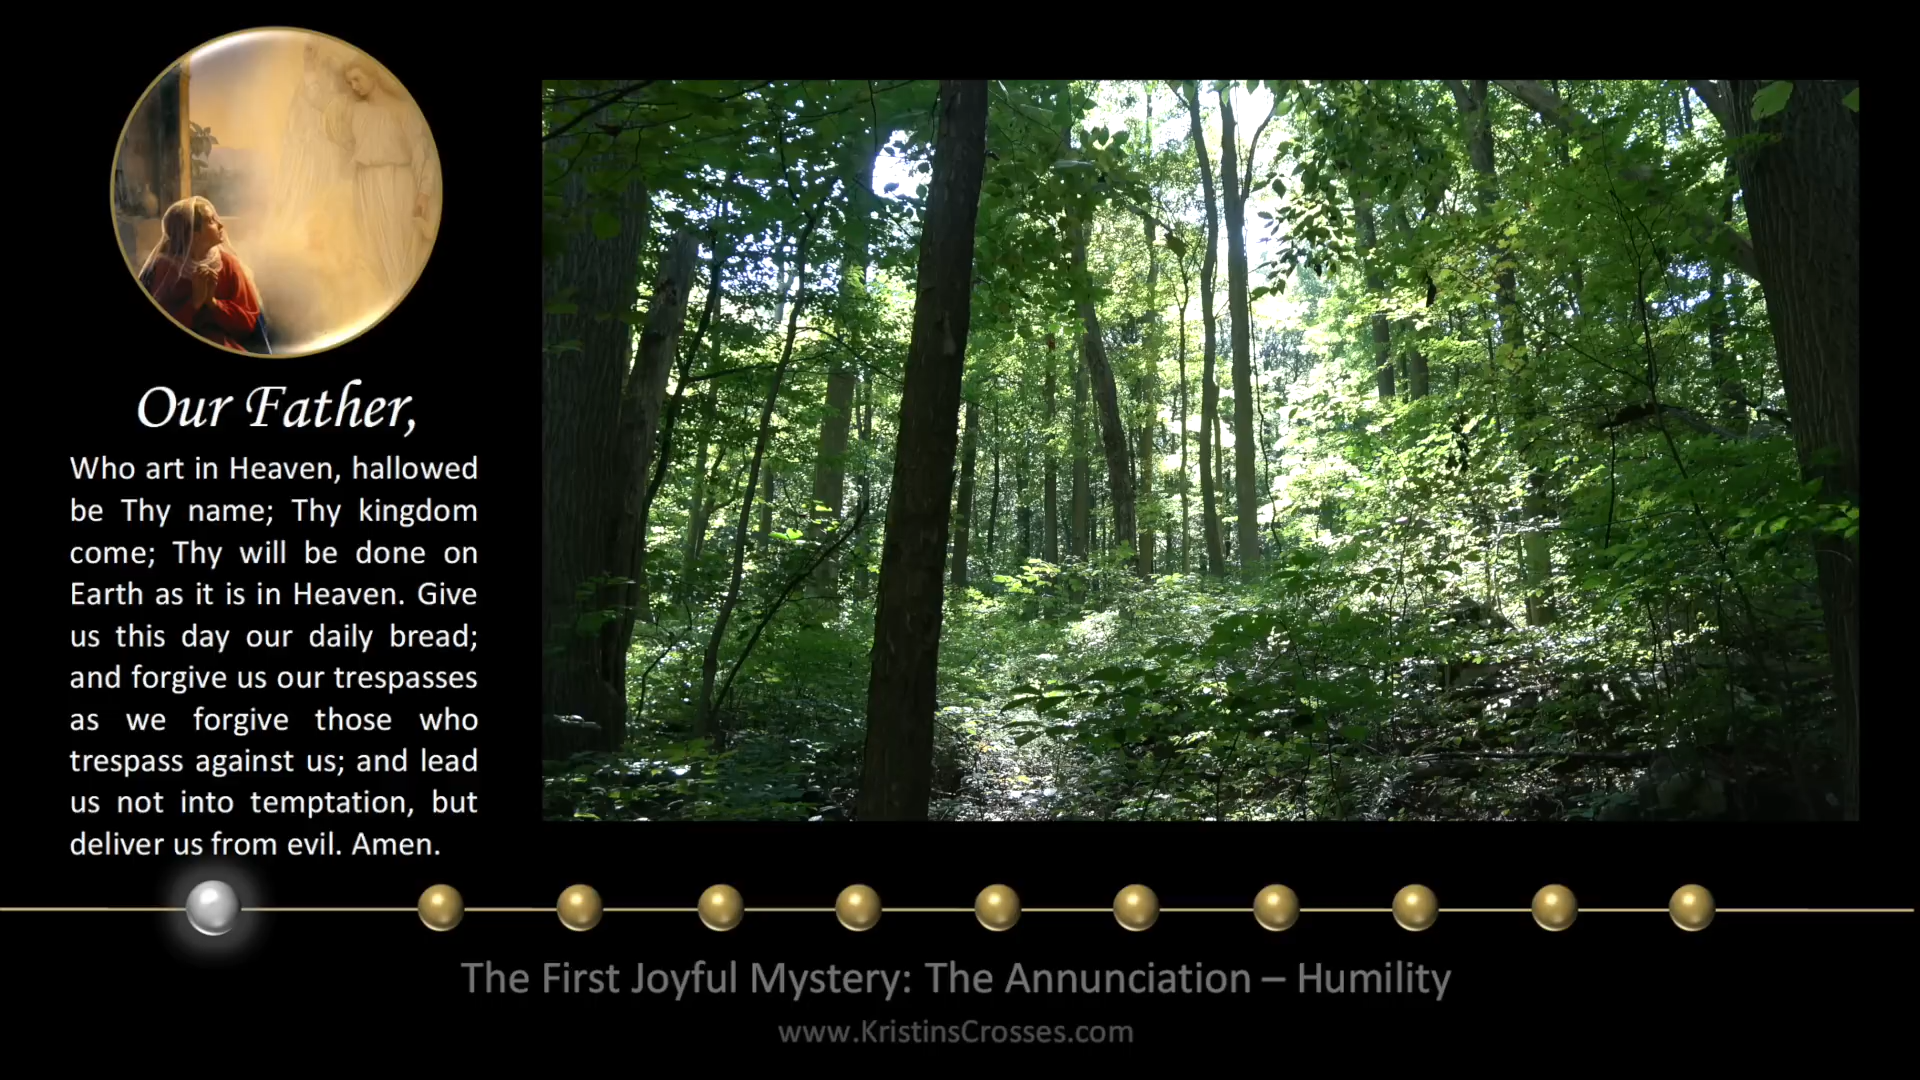 Our Father,
Who art in Heaven, hallowed
be Thy name; Thy kingdom
come; Thy will be done on
Earth as it is in Heaven. Give
us this day our daily bread;
and forgive us our trespasses
as we forgive those who
trespass against us; and lead
us not into temptation, but
deliver us from evil. Amen.
The First Joyful Mystery: The Annunciation – Humility
www.KristinsCrosses.com